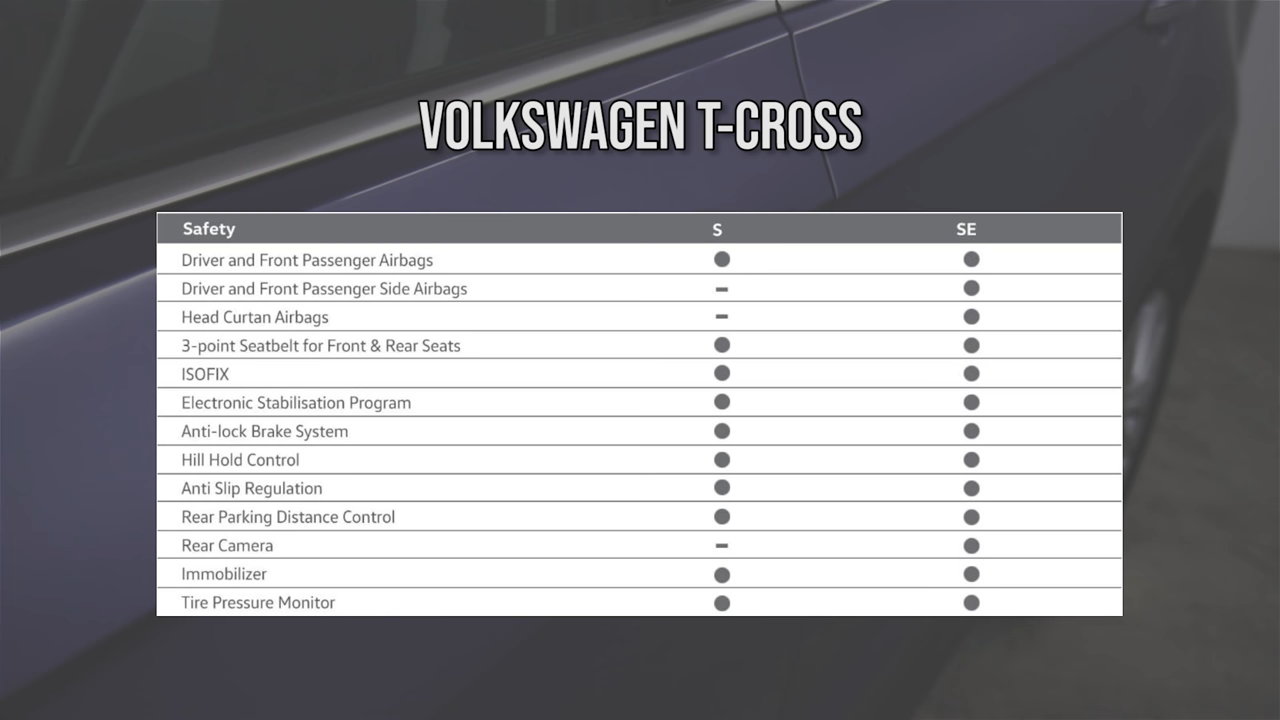 VOLKSWAGEN T-CROSS
Safety S SE
Driver and Front Passenger Airbags ● ●
Driver and Front Passenger Side Airbags - ●
Head Curtan Airbags - ●
3-point Seatbelt for Front & Rear Seats ● ●
ISOFIX ● ●
Electronic Stabilisation Program ● ●
Anti-lock Brake System ● ●
Hill Hold Control ● ●
Anti Slip Regulation ● ●
Rear Parking Distance Control ● ●
Rear Camera - ●
Immobilizer ● ●
Tire Pressure Monitor ● ●